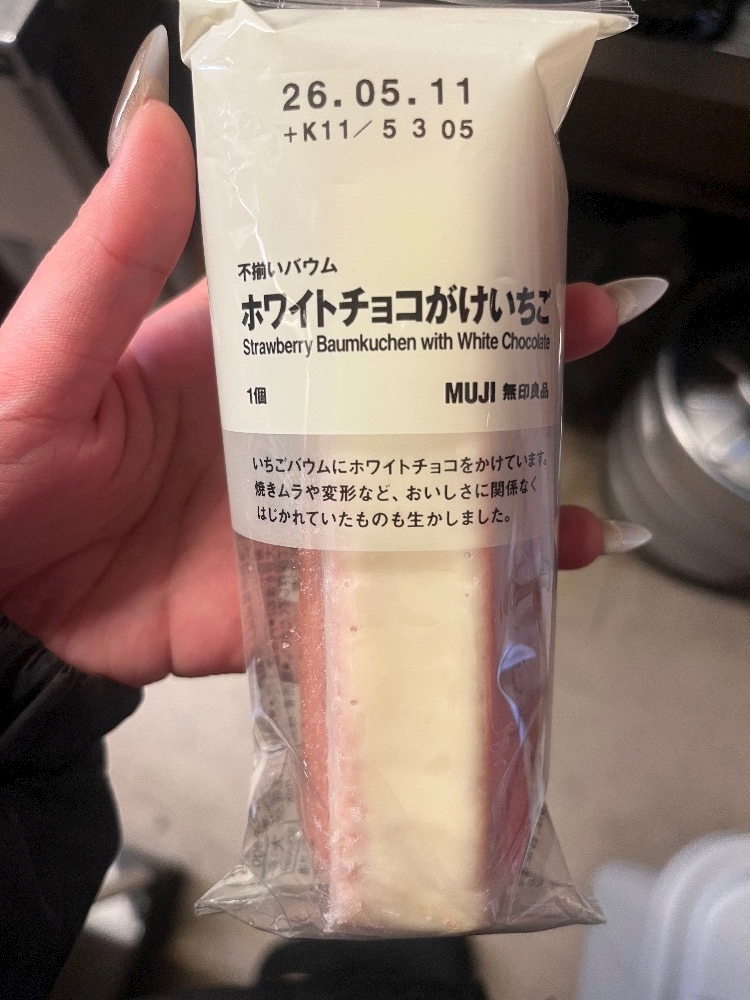 26.05.11
+K11/ 5 3 05
不揃いバウム
ホワイトチョコがけいちご
Strawberry Baumkuchen with White Chocolate
1個 MUJI 無印良品
いちごバウムにホワイトチョコをかけています。
焼きムラや変形など、おいしさに関係なく
はじかれていたものも生かしました。